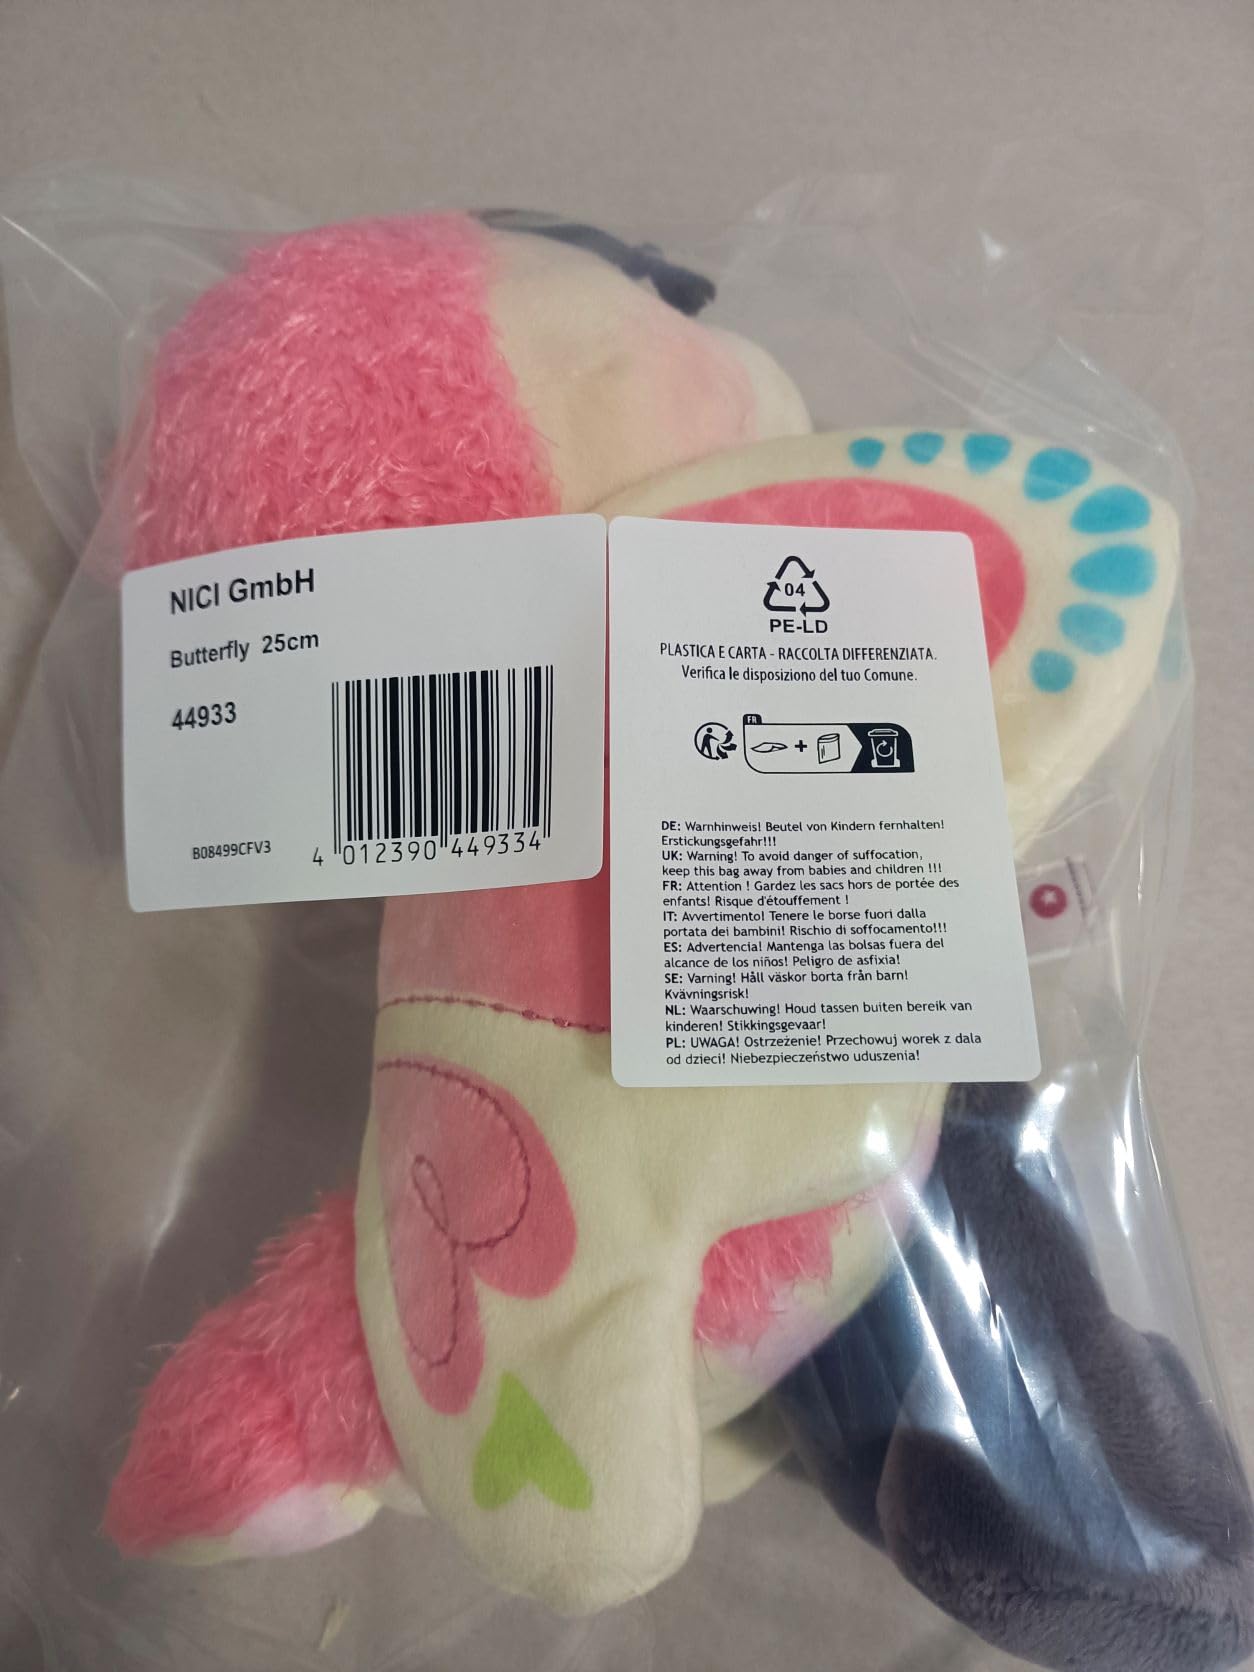 NICI GmbH
Butterfly 25cm
44933
B08499CFV3
4 012390 449334
04
PE-LD
PLASTICA E CARTA - RACCOLTA DIFFERENZIATA.
Verifica le disposiziono del tuo Comune.
FR
+
DE: Warnhinweis! Beutel von Kindern fernhalten!
Erstickungsgefahr!!!
UK: Warning! To avoid danger of suffocation,
keep this bag away from babies and children !!!
FR: Attention ! Gardez les sacs hors de portée des
enfants! Risque d'étouffement !
IT: Avvertimento! Tenere le borse fuori dalla
portata dei bambini! Rischio di soffocamento!!!
ES: Advertencia! Mantenga las bolsas fuera del
alcance de los niños! Peligro de asfixia!
SE: Varning! Håll väskor borta från barn!
Kvävningsrisk!
NL: Waarschuwing! Houd tassen buiten bereik van
kinderen! Stikkingsgevaar!
PL: UWAGA! Ostrzeżenie! Przechowuj worek z dala
od dzieci! Niebezpieczeństwo uduszenia!